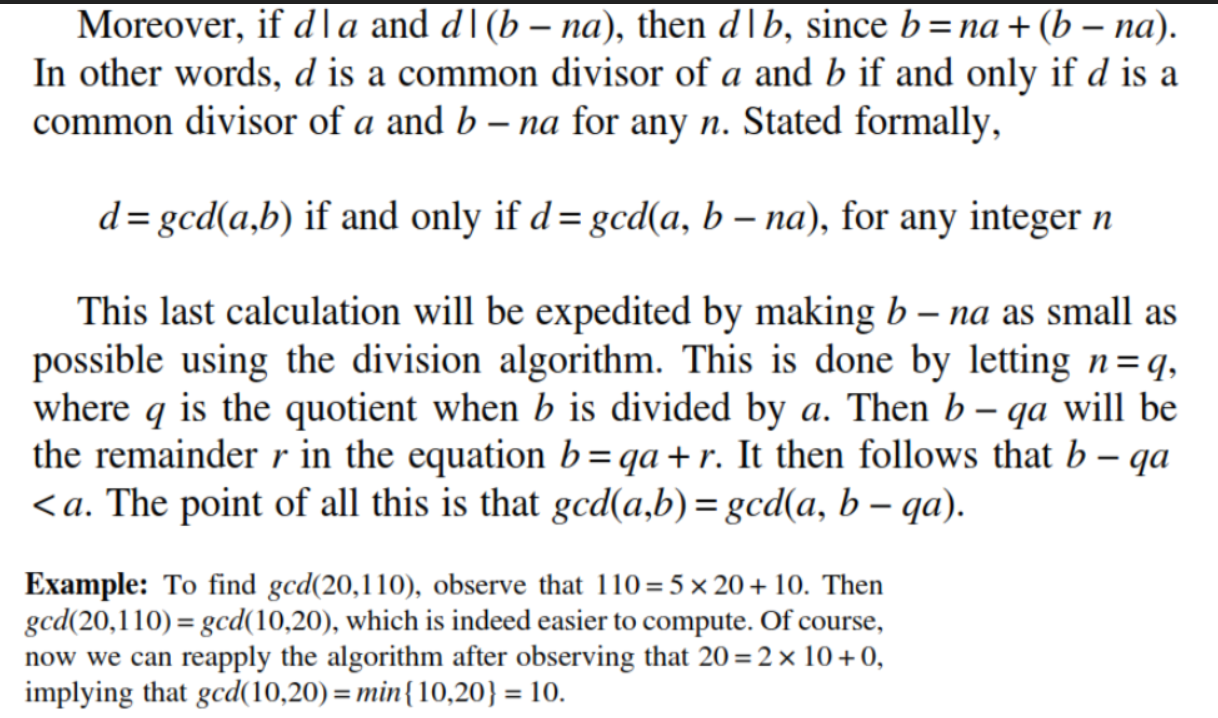 Moreover, if d|a and d|(b – na), then d|b, since b = na + (b – na).
In other words, d is a common divisor of a and b if and only if d is a
common divisor of a and b – na for any n. Stated formally,
d = gcd(a,b) if and only if d = gcd(a, b – na), for any integer n
This last calculation will be expedited by making b – na as small as
possible using the division algorithm. This is done by letting n = q,
where q is the quotient when b is divided by a. Then b – qa will be
the remainder r in the equation b = qa + r. It then follows that b – qa
< a. The point of all this is that gcd(a,b) = gcd(a, b – qa).
Example: To find gcd(20,110), observe that 110 = 5 × 20 + 10. Then
gcd(20,110) = gcd(10,20), which is indeed easier to compute. Of course,
now we can reapply the algorithm after observing that 20 = 2 × 10 + 0,
implying that gcd(10,20) = min{10,20} = 10.